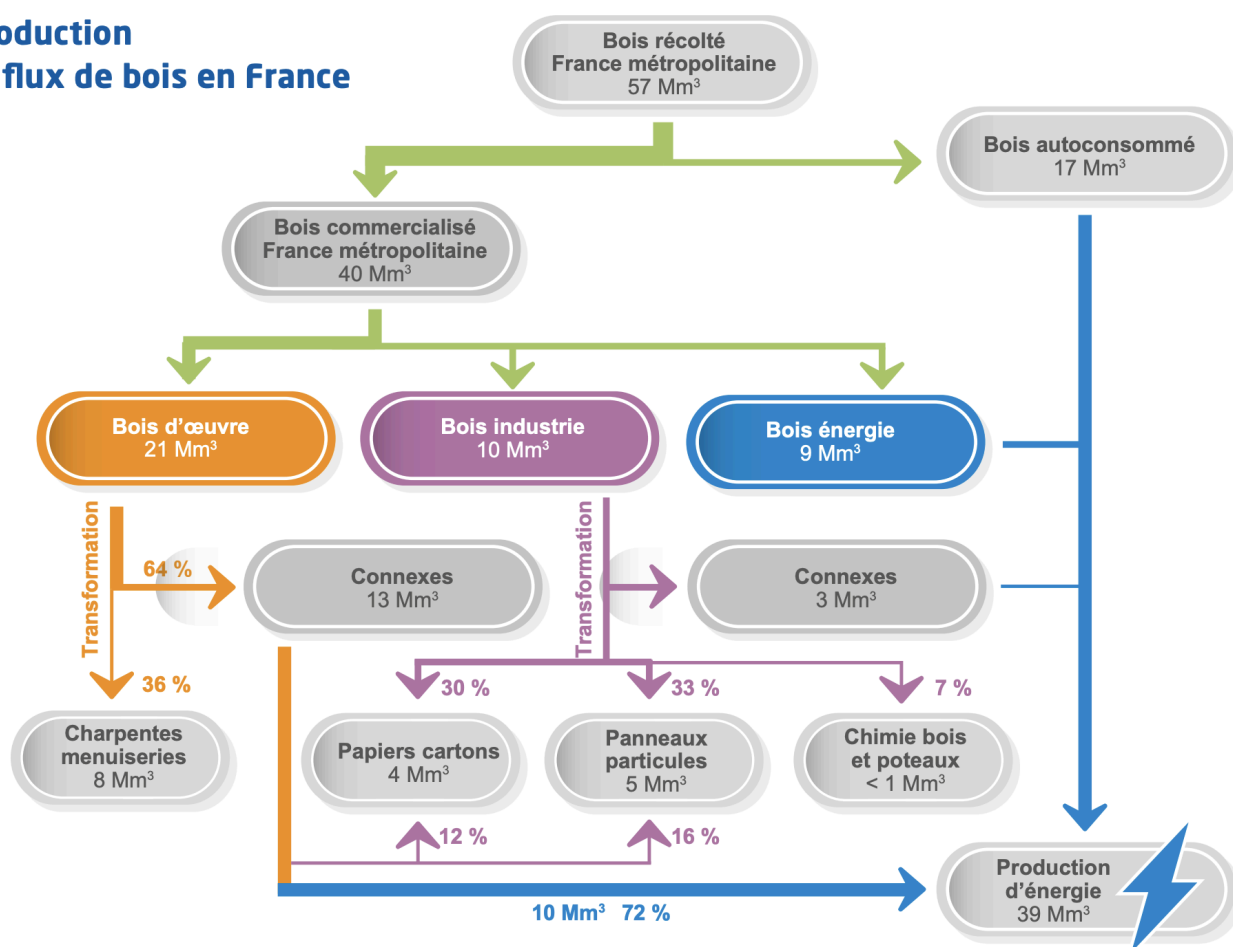 oduction
flux de bois en France
Bois récolté
France métropolitaine
57 Mm³
Bois autoconsommé
17 Mm³
Bois commercialisé
France métropolitaine
40 Mm³
Bois d'œuvre
21 Mm³
Bois industrie
10 Mm³
Bois énergie
9 Mm³
Transformation
64 %
Connexes
13 Mm³
Transformation
Connexes
3 Mm³
36 %
30 %
33 %
7 %
Charpentes
menuiseries
8 Mm³
Papiers cartons
4 Mm³
Panneaux
particules
5 Mm³
Chimie bois
et poteaux
< 1 Mm³
12 %
16 %
10 Mm³ 72 %
Production
d'énergie
39 Mm³